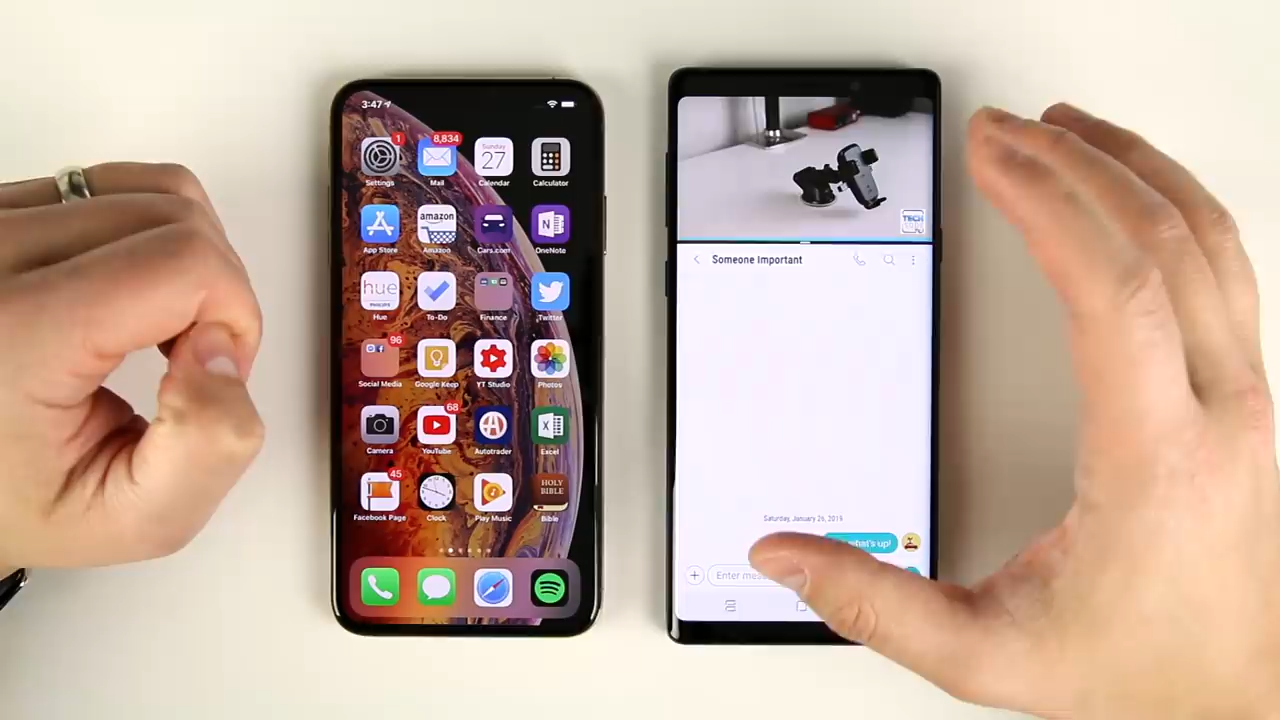 3:47
1
8,834
Sunday
27
Settings
Mail
Calendar
Calculator
amazon
N
App Store
Amazon
Cars.com
OneNote
hue
PHILIPS
Hue
To-Do
Finance
Twitter
96
Social Media
Google Keep
YT Studio
Photos
68
Camera
YouTube
Autotrader
Excel
45
HOLY
BIBLE
Facebook Page
Clock
Play Music
Bible
TECH
Someone Important
Saturday, January 26, 2019
what's up!
Enter